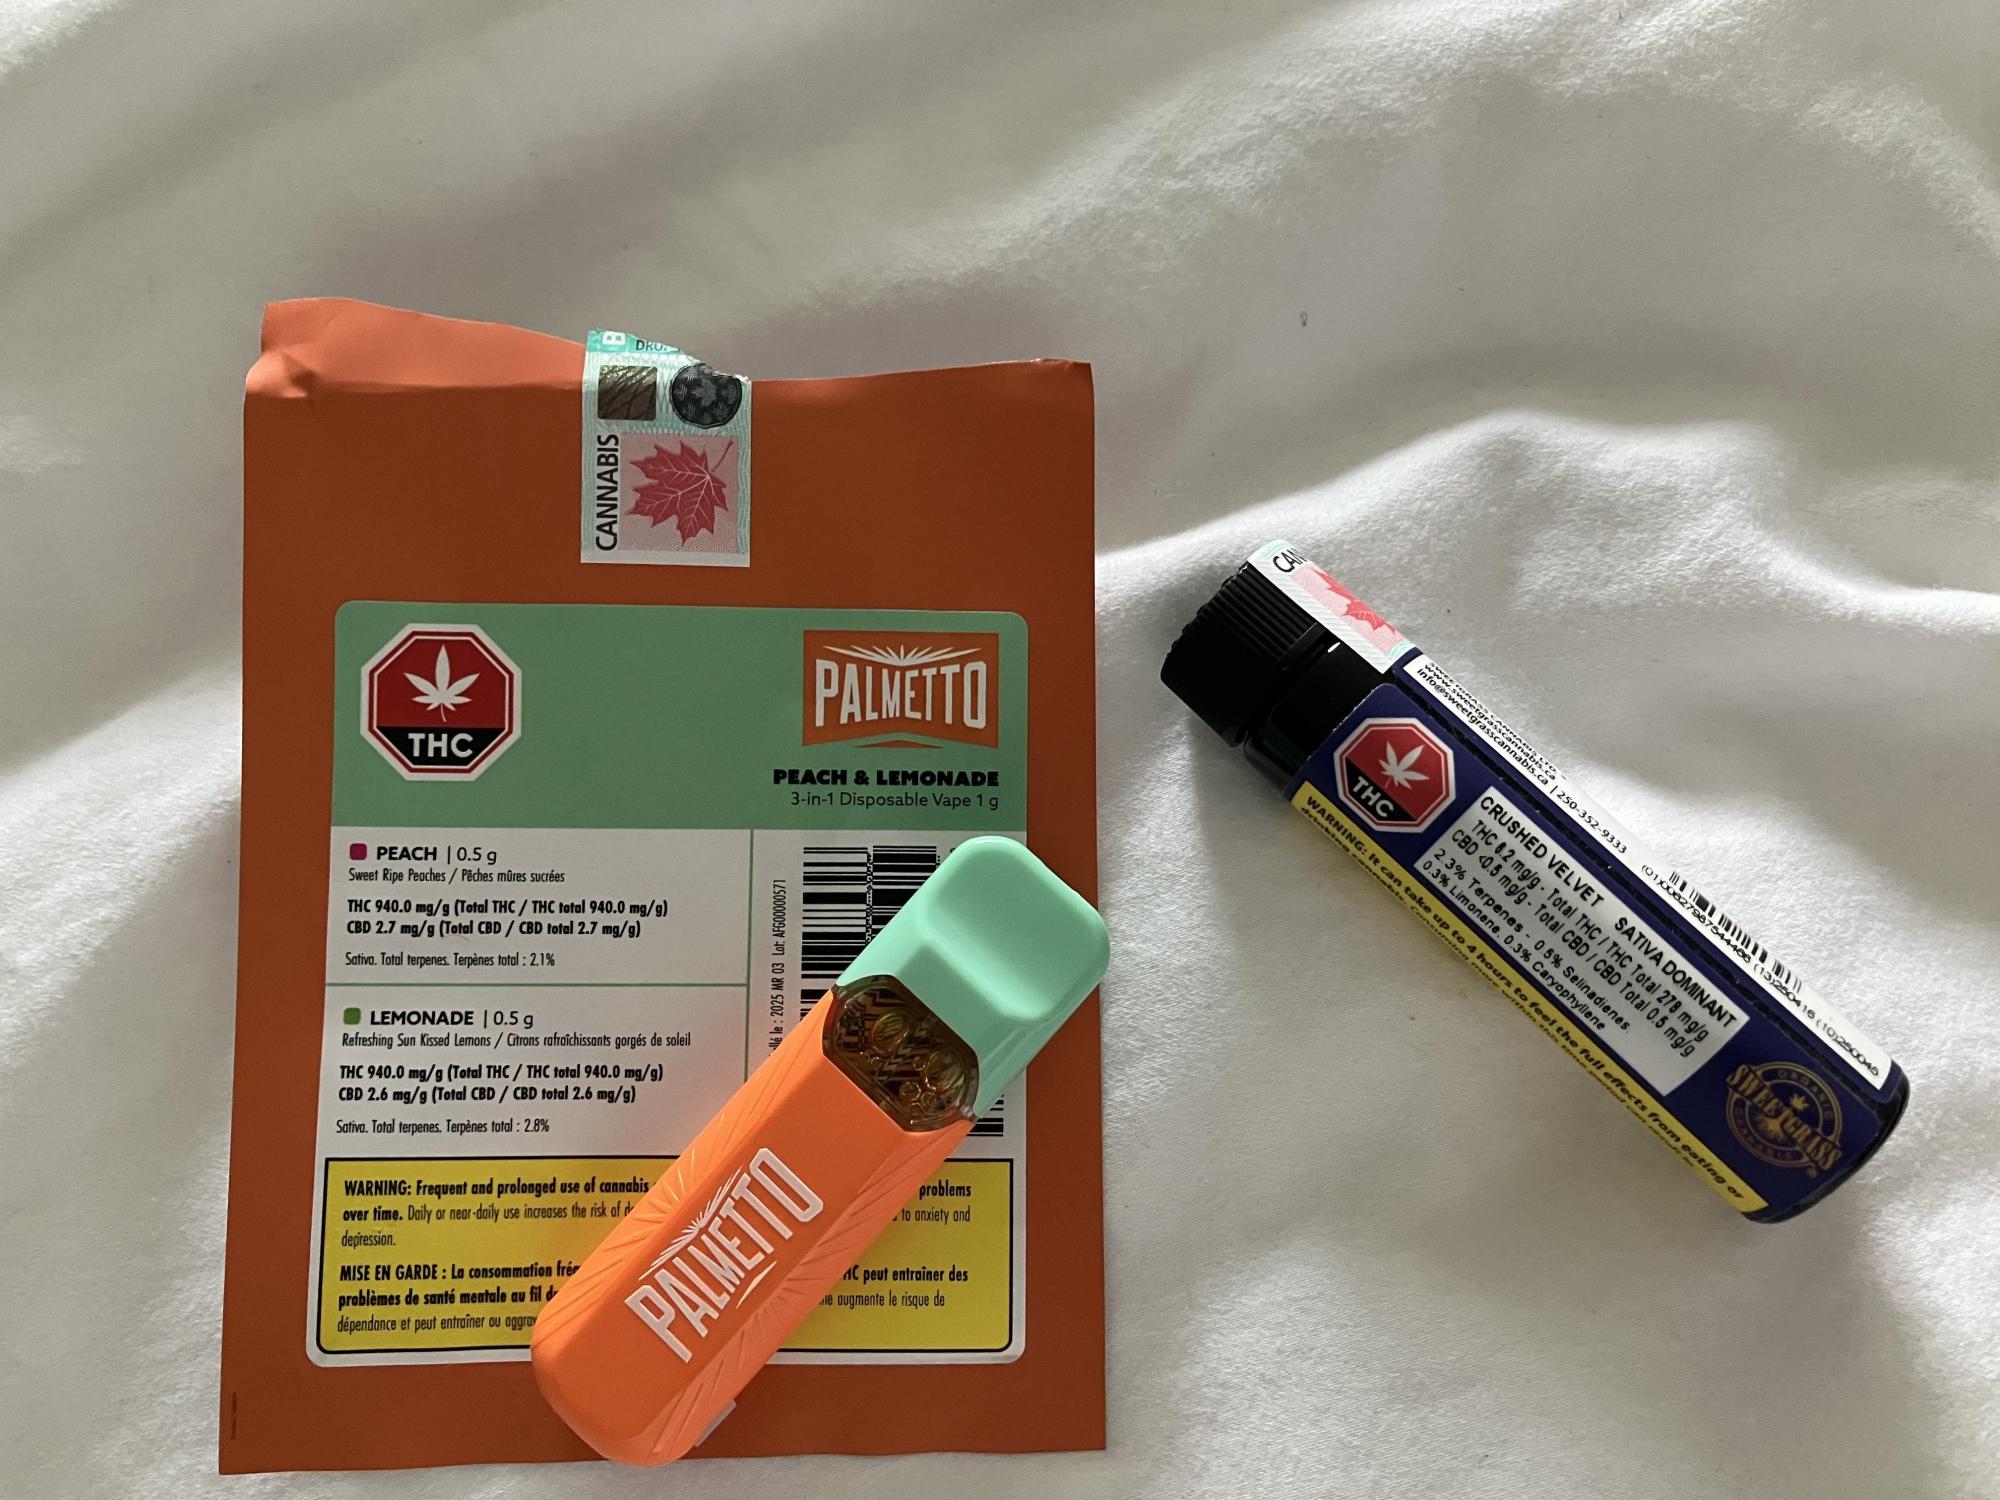 CANNABIS
THC
PALMETTO
PEACH & LEMONADE
3-in-1 Disposable Vape 1 g
PEACH | 0.5 g
Sweet Ripe Peaches / Pêches mûres sucrées
THC 940.0 mg/g (Total THC / THC total 940.0 mg/g)
CBD 2.7 mg/g (Total CBD / CBD total 2.7 mg/g)
Sativa. Total terpenes. Terpènes total : 2.1%
LEMONADE | 0.5 g
Refreshing Sun Kissed Lemons / Citrons rafraîchissants gorgés de soleil
THC 940.0 mg/g (Total THC / THC total 940.0 mg/g)
CBD 2.6 mg/g (Total CBD / CBD total 2.6 mg/g)
Sativa. Total terpenes. Terpènes total : 2.8%
le : 2025 MR 03 Lot: AFG00000571
WARNING: Frequent and prolonged use of cannabis problems
over time. Daily or near-daily use increases the risk of to anxiety and
depression.
MISE EN GARDE : La consommation peut entraîner des
problèmes de santé mentale au fil augmente le risque de
dépendance et peut entraîner ou
PALMETTO
THC
www.sweetgrasscannabis.ca
info@sweetgrasscannabis.ca | 250-352-9333
CRUSHED VELVET SATIVA DOMINANT
THC 6.2 mg/g - Total THC / THC Total 278 mg/g
CBD <0.5 mg/g - Total CBD / CBD Total 0.5 mg/g
2.3% Terpenes - 0.5% Selinadienes,
0.3% Limonene, 0.3% Caryophyllene
WARNING: It can take up to 4 hours to feel the full effects from eating or
drinking cannabis.
ORGANIC
SWEETGRASS
CANNABIS